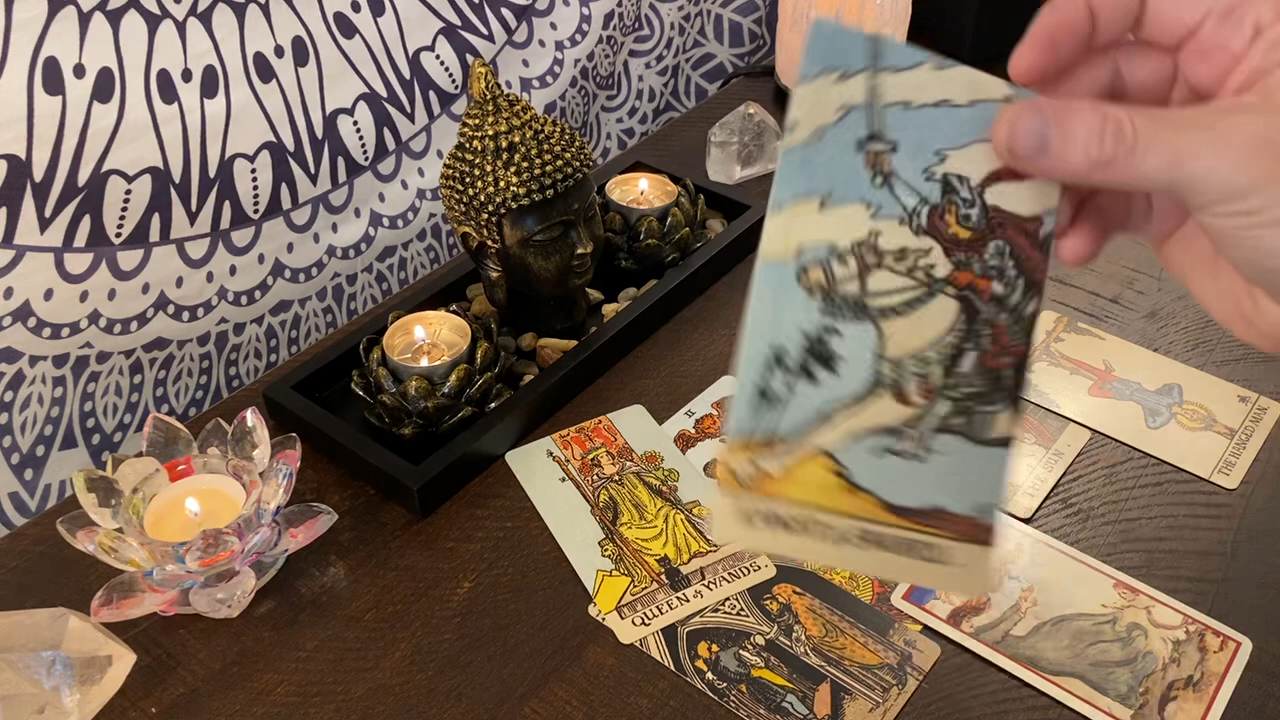 II
THE HANGED MAN.
THE SUN
QUEEN of WANDS.